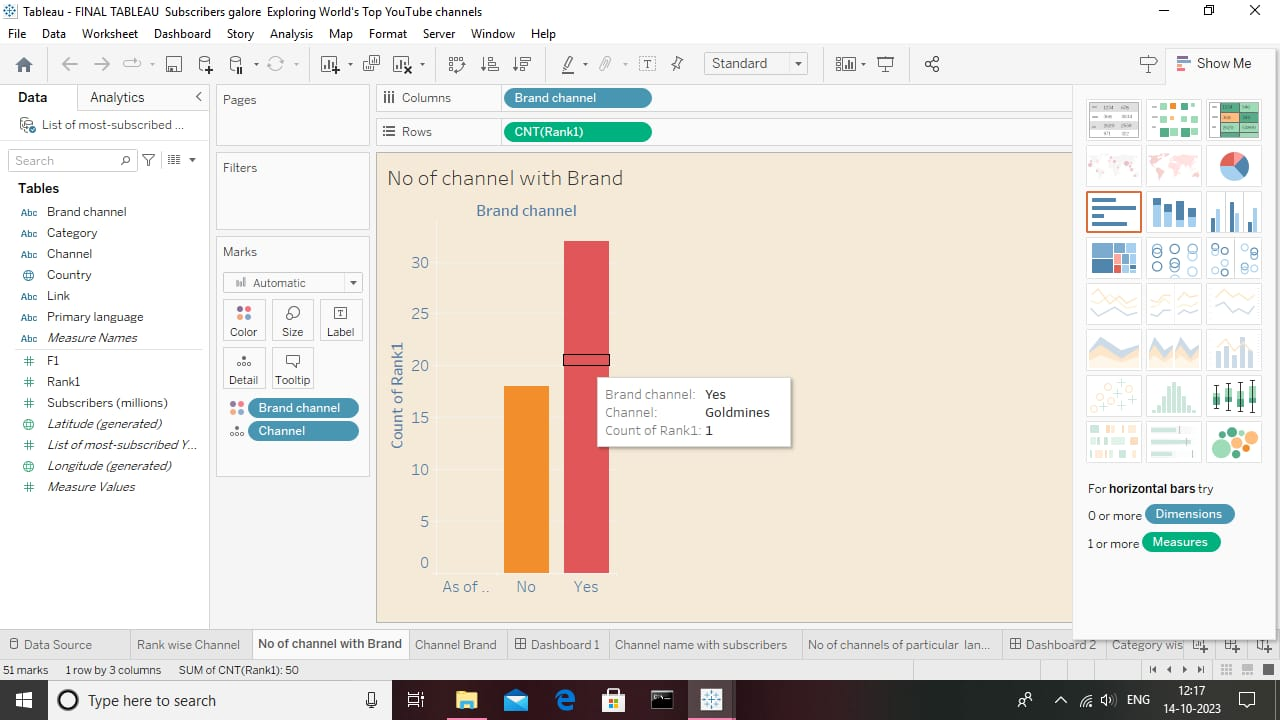 Tableau - FINAL TABLEAU Subscribers galore Exploring World's Top YouTube channels
File Data Worksheet Dashboard Story Analysis Map Format Server Window Help
Standard
Show Me
Data Analytics
List of most-subscribed ...
Search
Tables
Abc Brand channel
Abc Category
Abc Channel
Country
Abc Link
Abc Primary language
Abc Measure Names
F1
Rank1
Subscribers (millions)
Latitude (generated)
List of most-subscribed Y...
Longitude (generated)
Measure Values
Pages
Filters
Marks
Automatic
Color Size Label
Detail Tooltip
Brand channel
Channel
Columns Brand channel
Rows CNT(Rank1)
No of channel with Brand
Brand channel
Count of Rank1
30
25
20
15
10
5
0
As of .. No Yes
Brand channel: Yes
Channel: Goldmines
Count of Rank1: 1
For horizontal bars try
0 or more Dimensions
1 or more Measures
Data Source Rank wise Channel No of channel with Brand Channel Brand Dashboard 1 Channel name with subscribers No of channels of particular lan... Dashboard 2 Category wis
51 marks 1 row by 3 columns SUM of CNT(Rank1): 50
Type here to search
ENG
12:17
14-10-2023